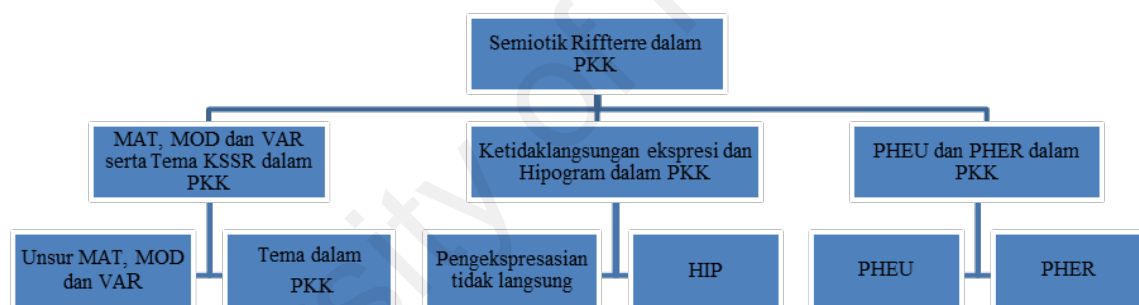 Semiotik Riffterre dalam
PKK
MAT, MOD dan VAR
serta Tema KSSR dalam
PKK
Ketidaklangsungan ekspresi dan
Hipogram dalam PKK
PHEU dan PHER dalam
PKK
Unsur MAT, MOD
dan VAR
Tema dalam
PKK
Pengekspresasian
tidak langsung
HIP
PHEU
PHER